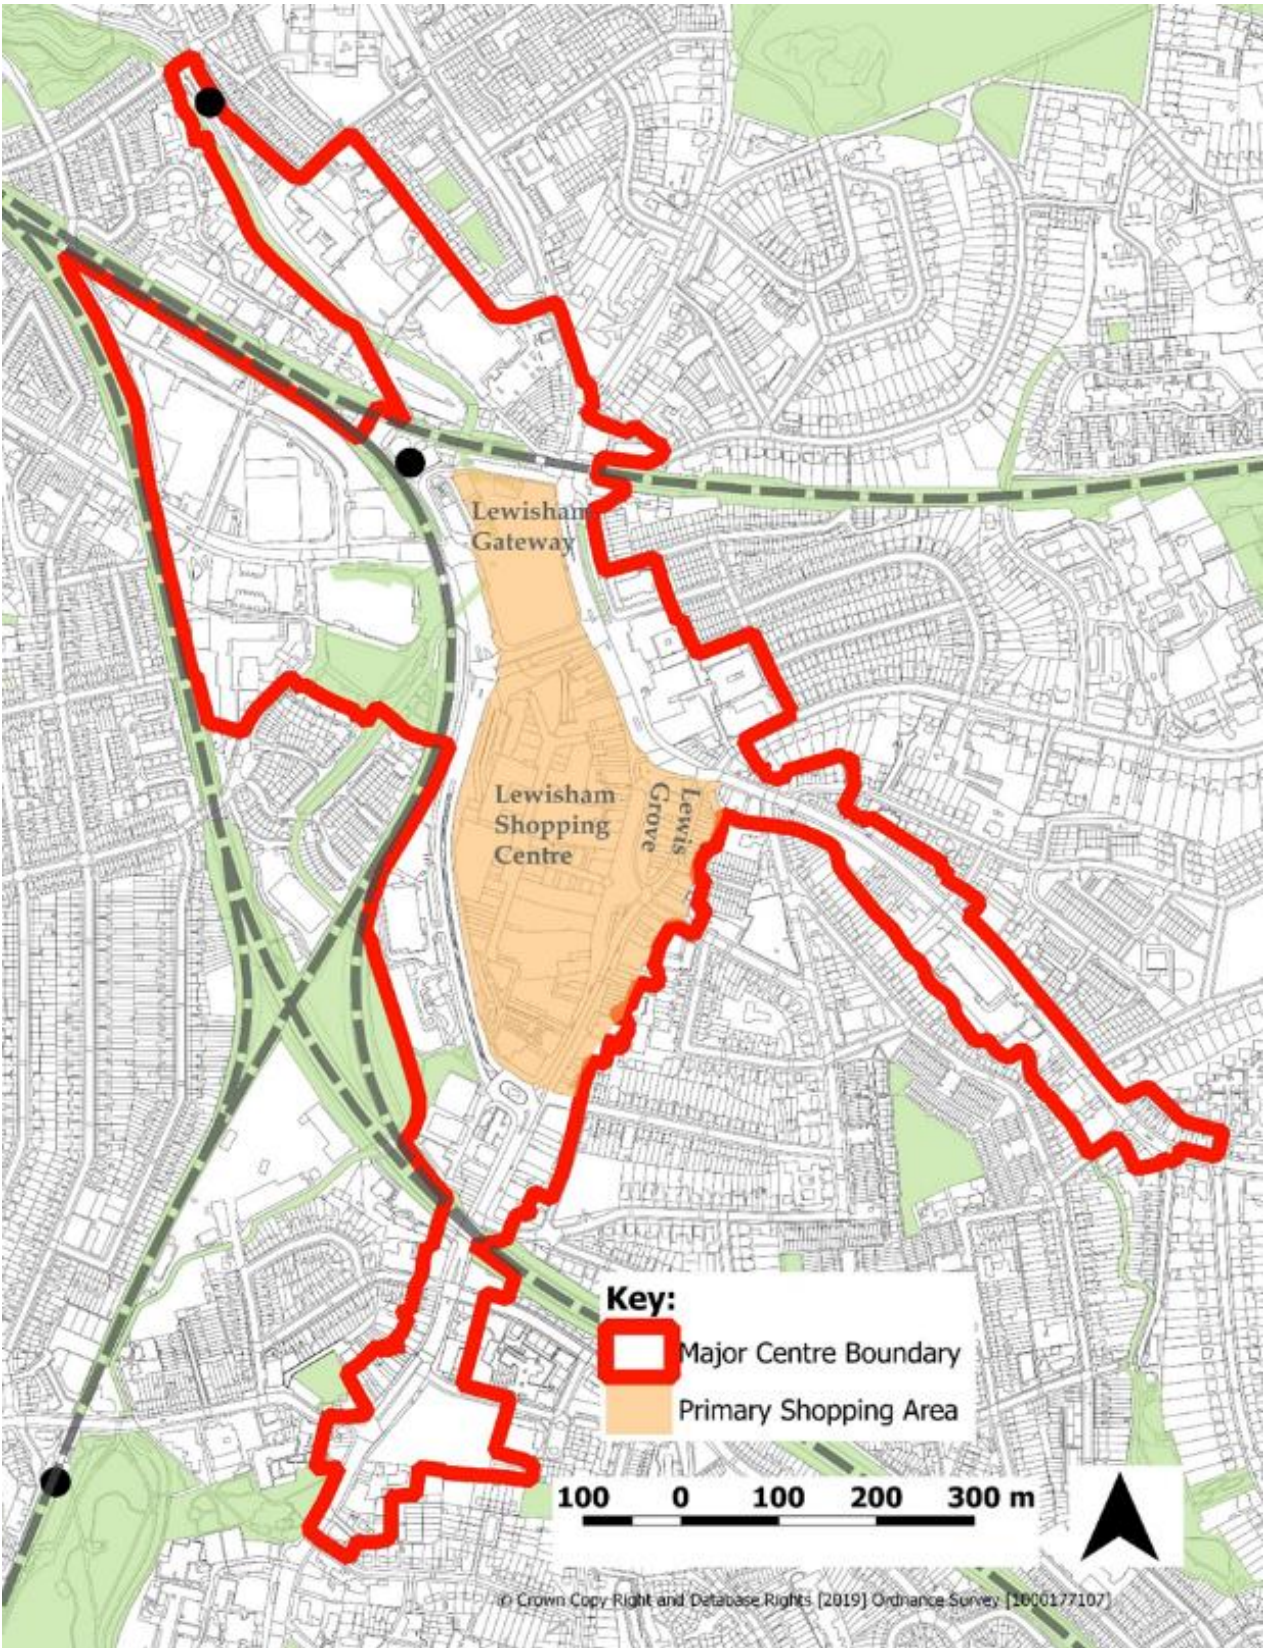 Lewisham
Gateway
Lewisham
Shopping
Centre
Lewis
Grove
Key:
Major Centre Boundary
Primary Shopping Area
100 0 100 200 300 m
© Crown Copy Right and Database Rights [2019] Ordnance Survey [1000177107]